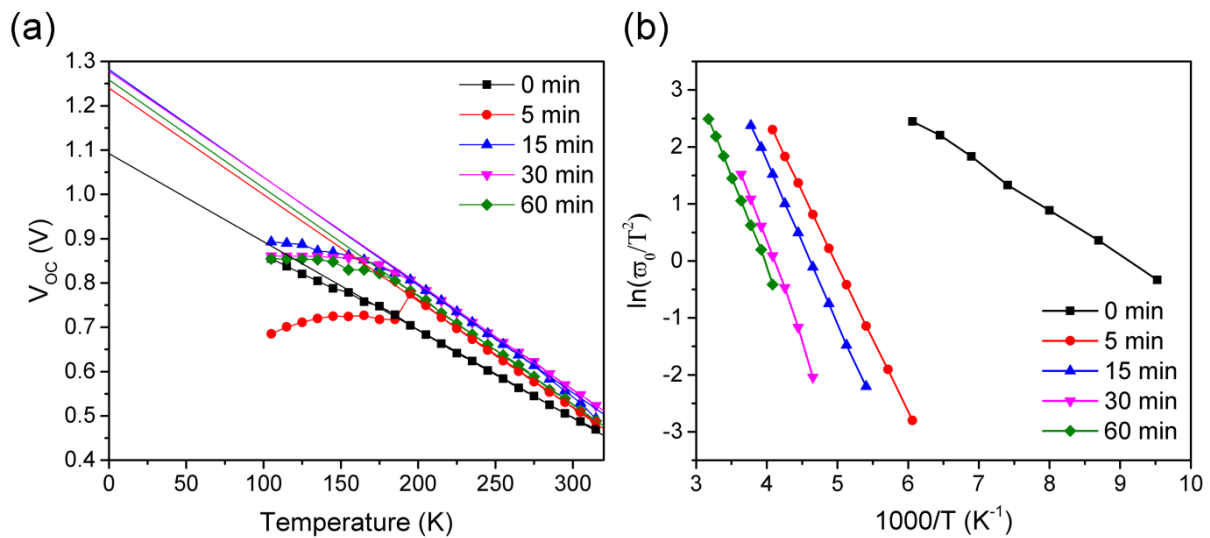 (a)
1.3
1.2
1.1
1.0
0.9
0.8
0.7
0.6
0.5
0.4
V_OC (V)
0 min
5 min
15 min
30 min
60 min
0 50 100 150 200 250 300
Temperature (K)
(b)
3
2
1
0
-1
-2
-3
ln(ϖ₀/T²)
0 min
5 min
15 min
30 min
60 min
3 4 5 6 7 8 9 10
1000/T (K⁻¹)